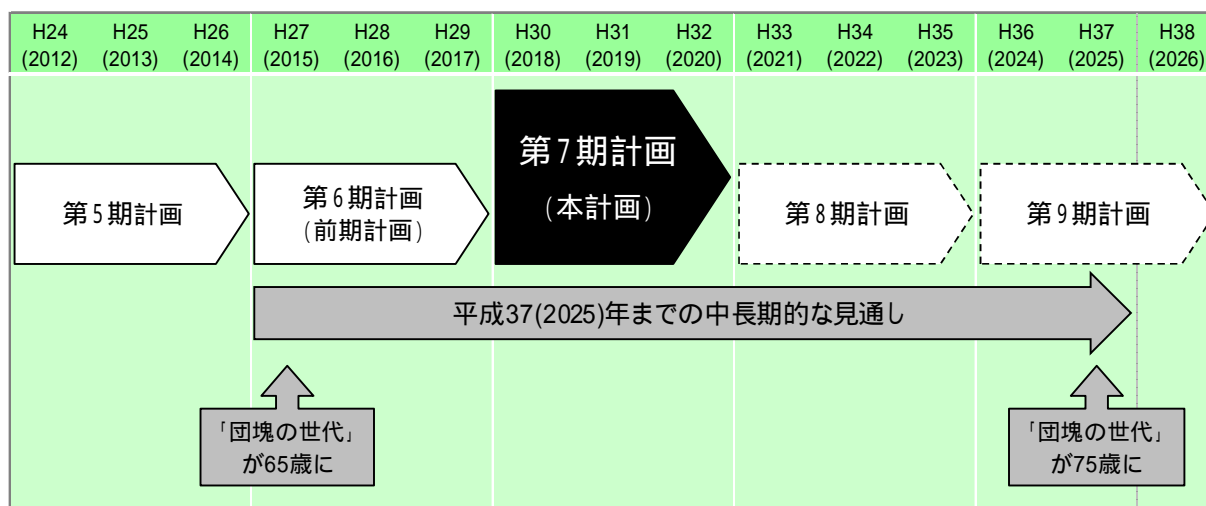 H24 H25 H26 H27 H28 H29 H30 H31 H32 H33 H34 H35 H36 H37 H38
(2012) (2013) (2014) (2015) (2016) (2017) (2018) (2019) (2020) (2021) (2022) (2023) (2024) (2025) (2026)
第5期計画
第6期計画
(前期計画)
第7期計画
(本計画)
第8期計画
第9期計画
平成37(2025)年までの中長期的な見通し
「団塊の世代」
が65歳に
「団塊の世代」
が75歳に